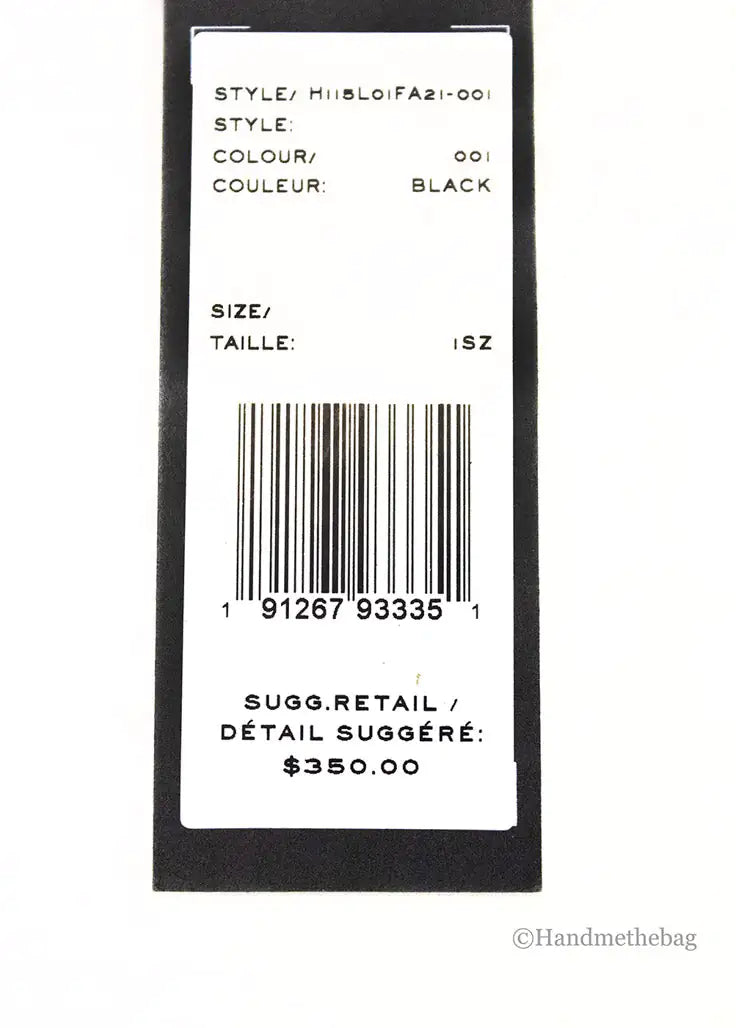 STYLE/ H115L01FA21-001
STYLE:
COLOUR/ 001
COULEUR: BLACK
SIZE/
TAILLE: 1SZ
1 91267 93335 1
SUGG.RETAIL /
DÉTAIL SUGGÉRÉ:
$350.00
©Handmethebag